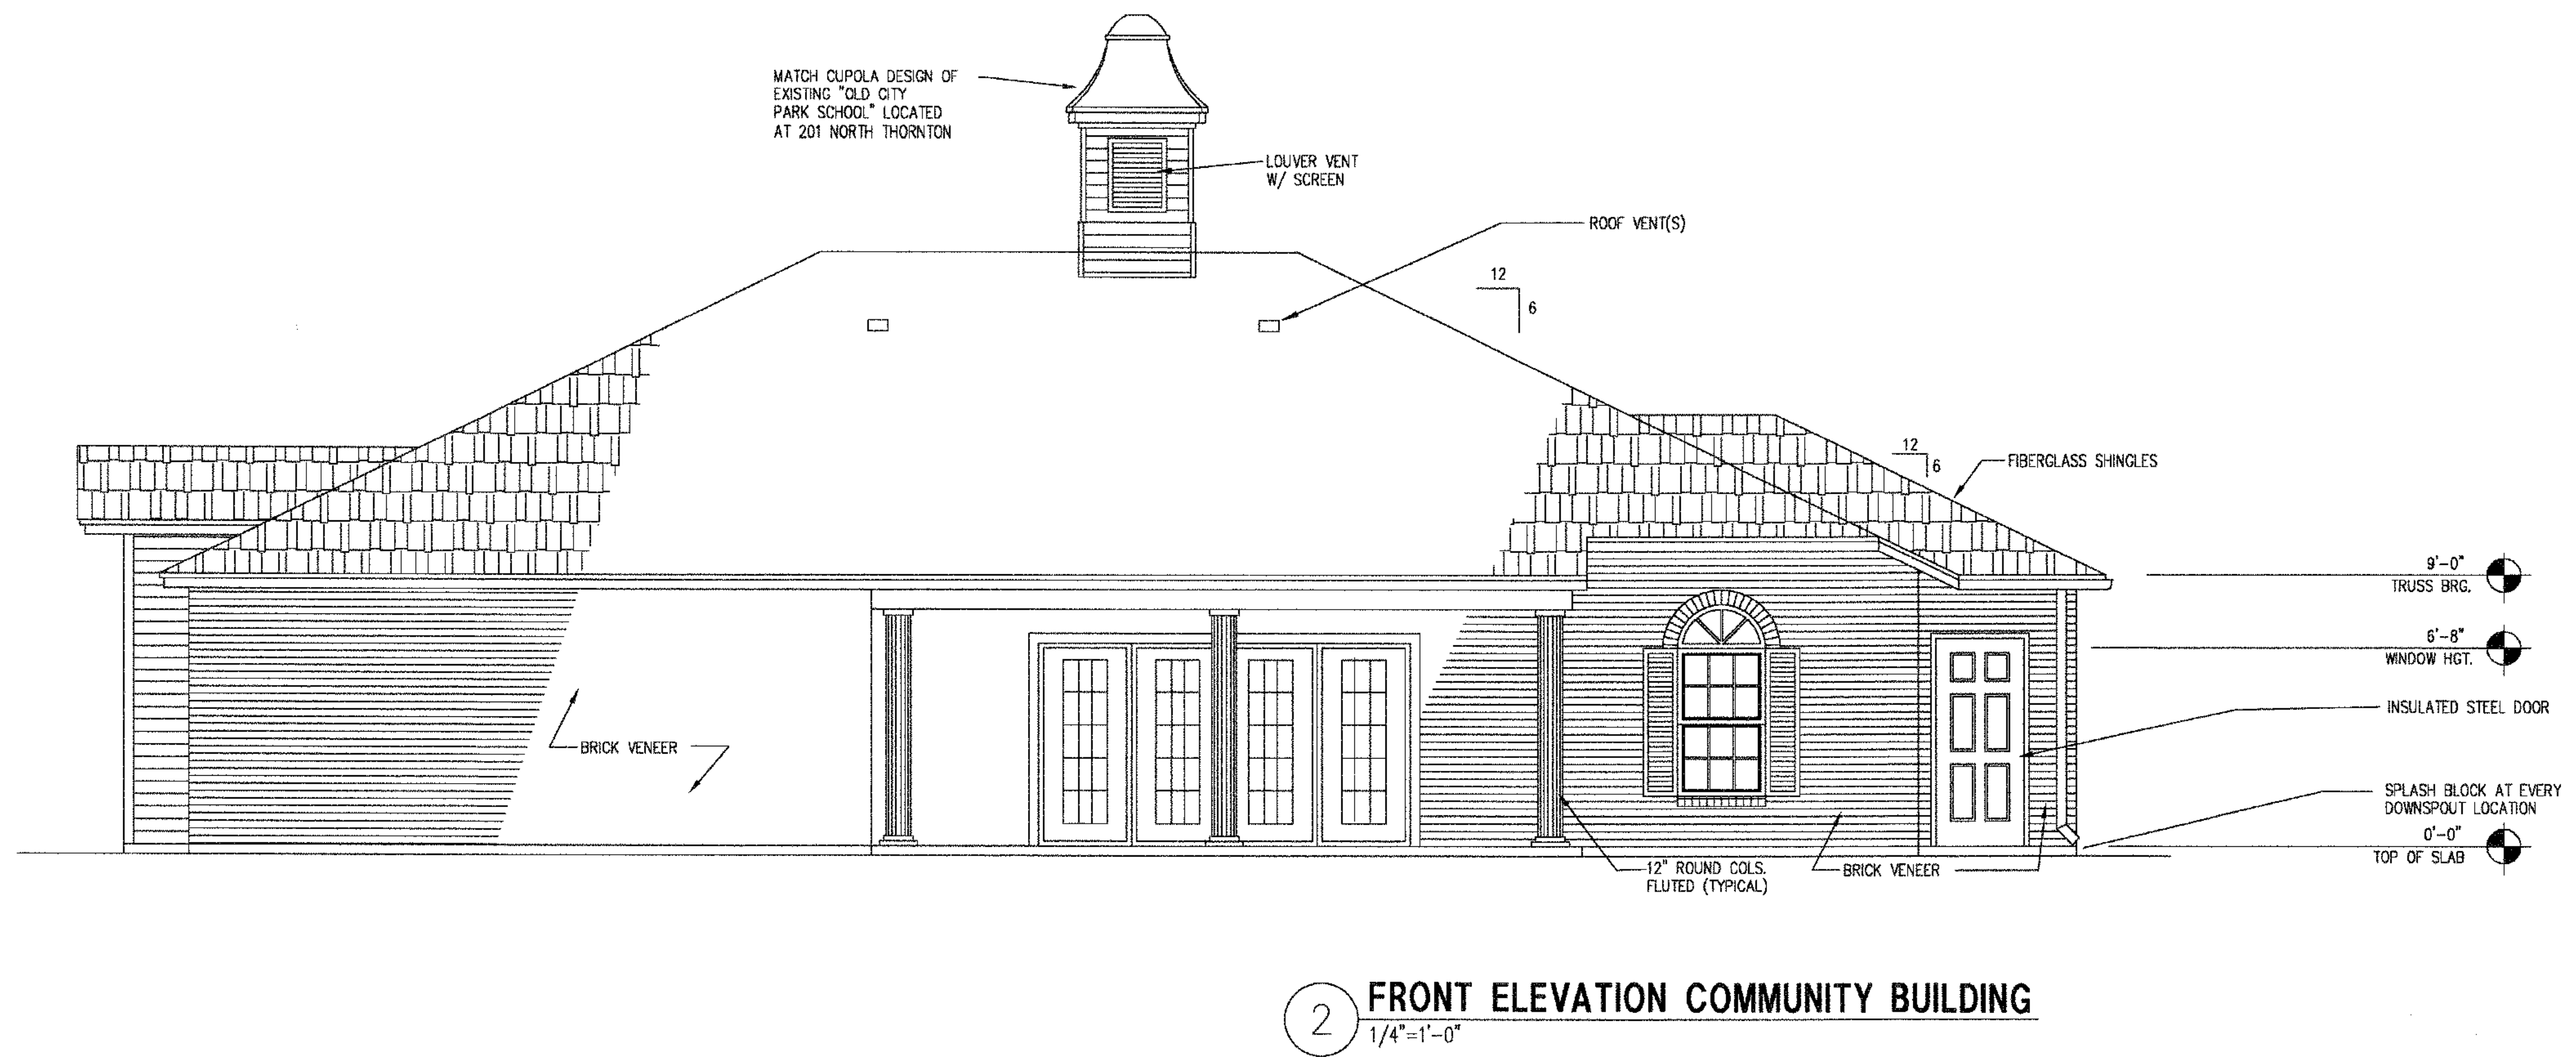 MATCH CUPOLA DESIGN OF
EXISTING "OLD CITY
PARK SCHOOL" LOCATED
AT 201 NORTH THORNTON
LOUVER VENT
W/ SCREEN
ROOF VENT(S)
12
6
12
6
FIBERGLASS SHINGLES
9'-0"
TRUSS BRG.
6'-8"
WINDOW HGT.
INSULATED STEEL DOOR
BRICK VENEER
SPLASH BLOCK AT EVERY
DOWNSPOUT LOCATION
0'-0"
TOP OF SLAB
12" ROUND COLS.
FLUTED (TYPICAL)
BRICK VENEER
2
FRONT ELEVATION COMMUNITY BUILDING
1/4"=1'-0"